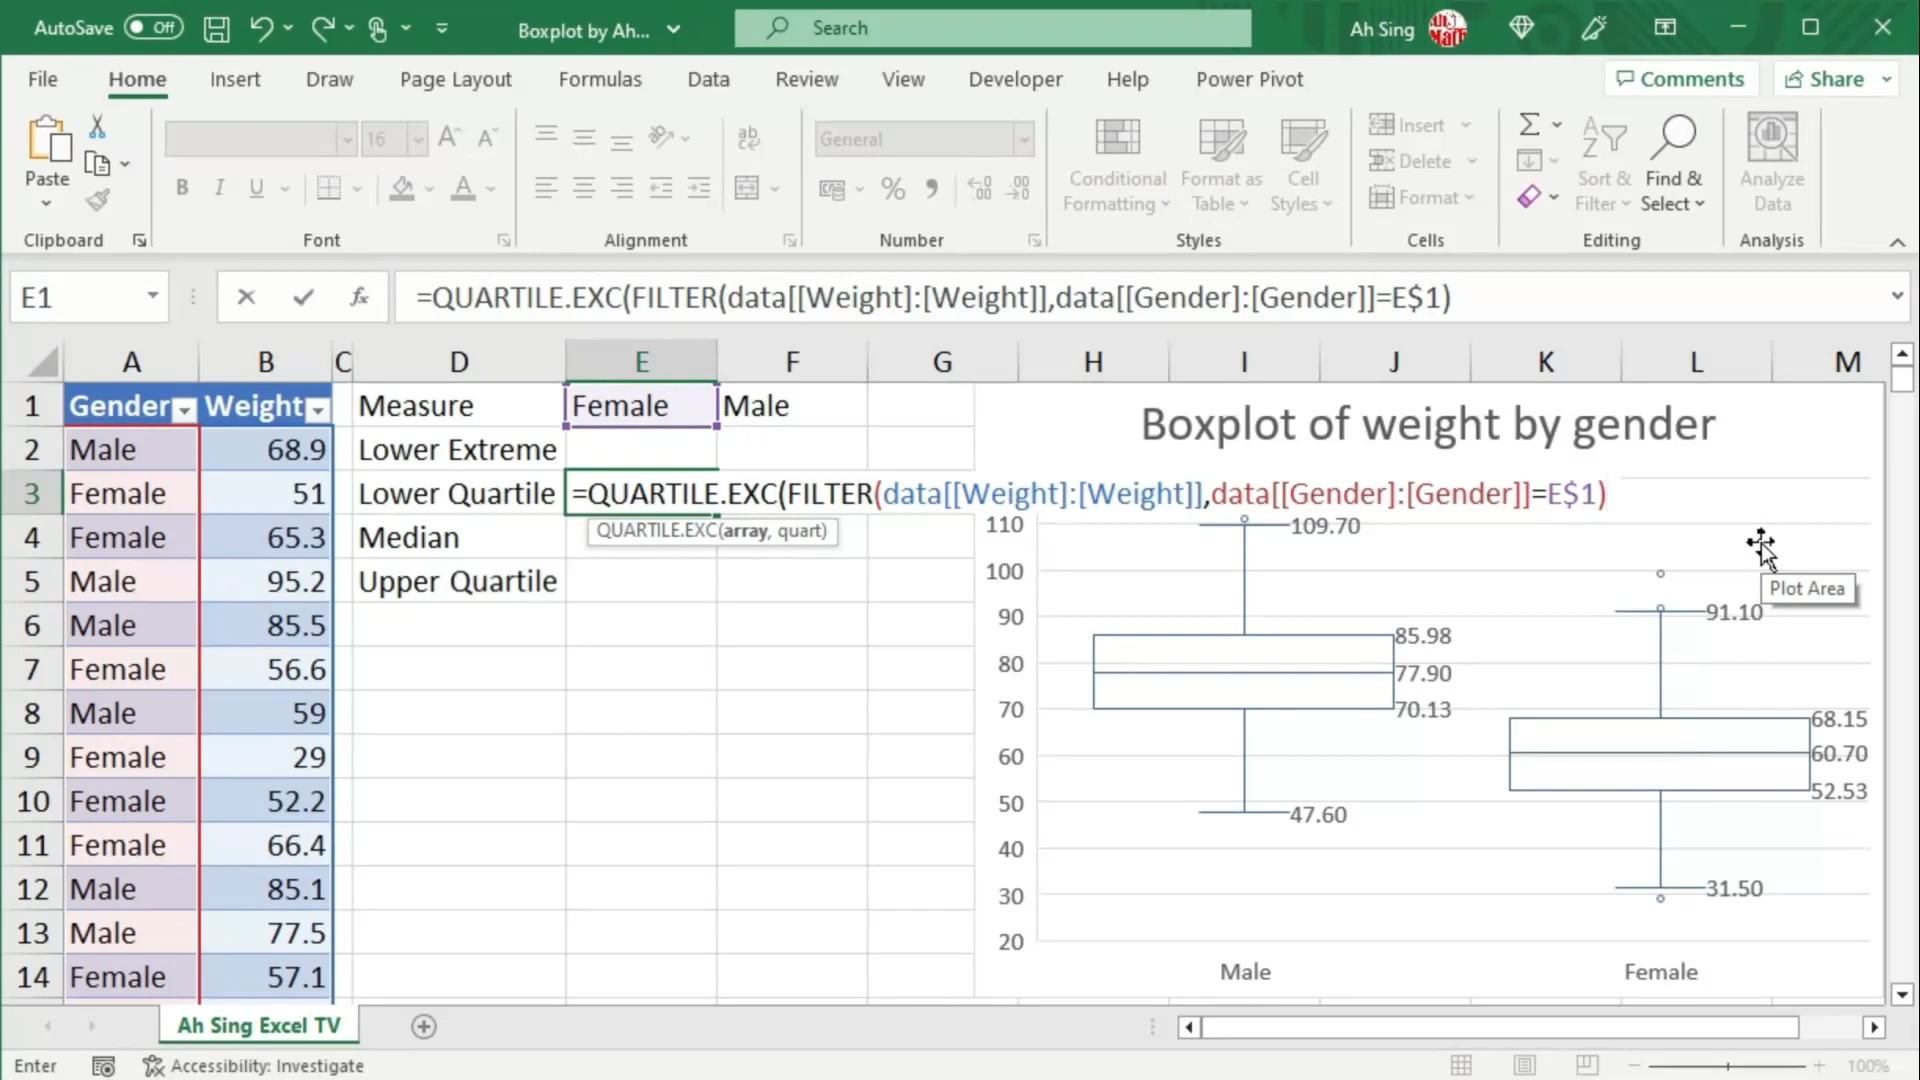 AutoSave Off Boxplot by Ah... Search Ah Sing
File Home Insert Draw Page Layout Formulas Data Review View Developer Help Power Pivot Comments Share
Paste
16
General
Conditional Formatting
Format as Table
Cell Styles
Insert
Delete
Format
Sort & Filter
Find & Select
Analyze Data
Clipboard Font Alignment Number Styles Cells Editing Analysis
E1 =QUARTILE.EXC(FILTER(data[[Weight]:[Weight]],data[[Gender]:[Gender]]=E$1)
A B C D E F G H I J K L M
1 Gender Weight Measure Female Male
2 Male 68.9 Lower Extreme
3 Female 51 Lower Quartile =QUARTILE.EXC(FILTER(data[[Weight]:[Weight]],data[[Gender]:[Gender]]=E$1)
QUARTILE.EXC(array, quart)
4 Female 65.3 Median
5 Male 95.2 Upper Quartile
6 Male 85.5
7 Female 56.6
8 Male 59
9 Female 29
10 Female 52.2
11 Female 66.4
12 Male 85.1
13 Male 77.5
14 Female 57.1
Boxplot of weight by gender
110
100
90
80
70
60
50
40
30
20
109.70
85.98
77.90
70.13
47.60
91.10
68.15
60.70
52.53
31.50
Plot Area
Male Female
Ah Sing Excel TV
Enter Accessibility: Investigate 100%